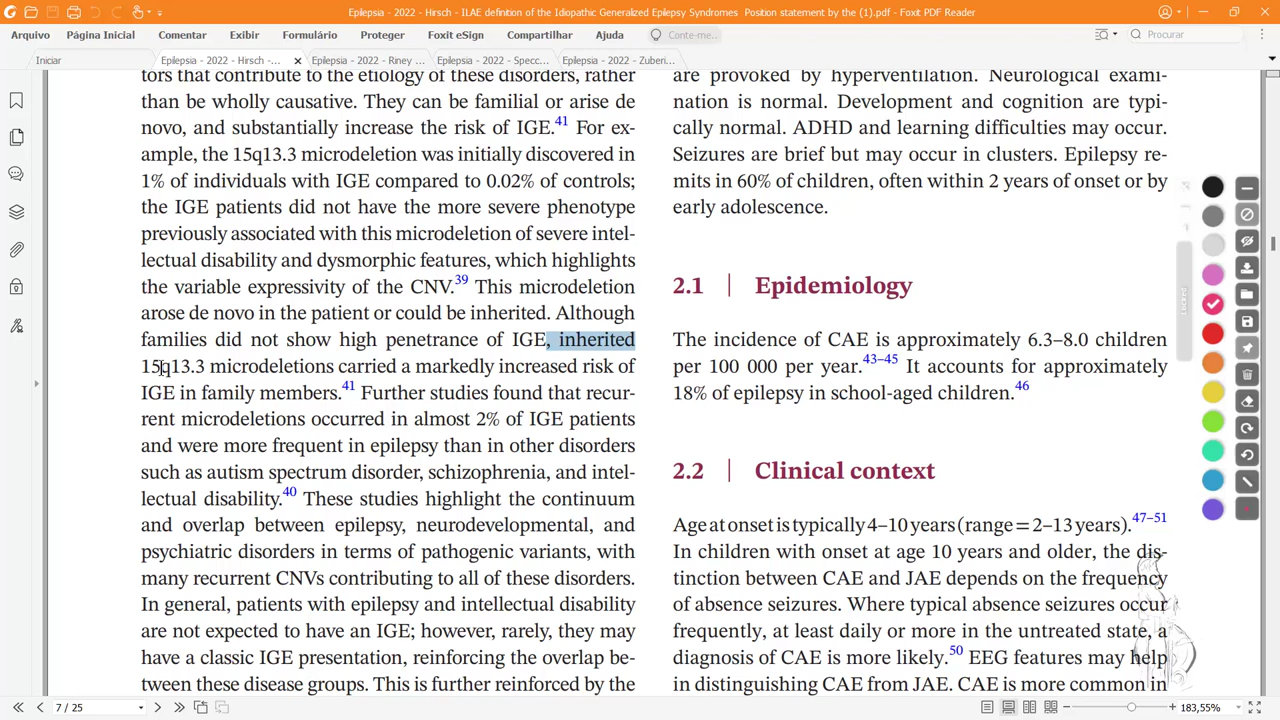 Epilepsia - 2022 - Hirsch - ILAE definition of the Idiopathic Generalized Epilepsy Syndromes Position statement by the (1).pdf - Foxit PDF Reader
Arquivo Página Inicial Comentar Exibir Formulário Proteger Foxit eSign Compartilhar Ajuda Conte-me... Procurar
Iniciar Epilepsia - 2022 - Hirsch -... Epilepsia - 2022 - Riney ... Epilepsia - 2022 - Specc... Epilepsia - 2022 - Zuberi...
tors that contribute to the etiology of these disorders, rather
than be wholly causative. They can be familial or arise de
novo, and substantially increase the risk of IGE.41 For ex-
ample, the 15q13.3 microdeletion was initially discovered in
1% of individuals with IGE compared to 0.02% of controls;
the IGE patients did not have the more severe phenotype
previously associated with this microdeletion of severe intel-
lectual disability and dysmorphic features, which highlights
the variable expressivity of the CNV.39 This microdeletion
arose de novo in the patient or could be inherited. Although
families did not show high penetrance of IGE, inherited
15q13.3 microdeletions carried a markedly increased risk of
IGE in family members.41 Further studies found that recur-
rent microdeletions occurred in almost 2% of IGE patients
and were more frequent in epilepsy than in other disorders
such as autism spectrum disorder, schizophrenia, and intel-
lectual disability.40 These studies highlight the continuum
and overlap between epilepsy, neurodevelopmental, and
psychiatric disorders in terms of pathogenic variants, with
many recurrent CNVs contributing to all of these disorders.
In general, patients with epilepsy and intellectual disability
are not expected to have an IGE; however, rarely, they may
have a classic IGE presentation, reinforcing the overlap be-
tween these disease groups. This is further reinforced by the
are provoked by hyperventilation. Neurological exami-
nation is normal. Development and cognition are typi-
cally normal. ADHD and learning difficulties may occur.
Seizures are brief but may occur in clusters. Epilepsy re-
mits in 60% of children, often within 2 years of onset or by
early adolescence.
2.1 | Epidemiology
The incidence of CAE is approximately 6.3–8.0 children
per 100 000 per year.43–45 It accounts for approximately
18% of epilepsy in school-aged children.46
2.2 | Clinical context
Age at onset is typically 4–10 years (range = 2–13 years).47–51
In children with onset at age 10 years and older, the dis-
tinction between CAE and JAE depends on the frequency
of absence seizures. Where typical absence seizures occur
frequently, at least daily or more in the untreated state, a
diagnosis of CAE is more likely.50 EEG features may help
in distinguishing CAE from JAE. CAE is more common in
7 / 25
183,55%